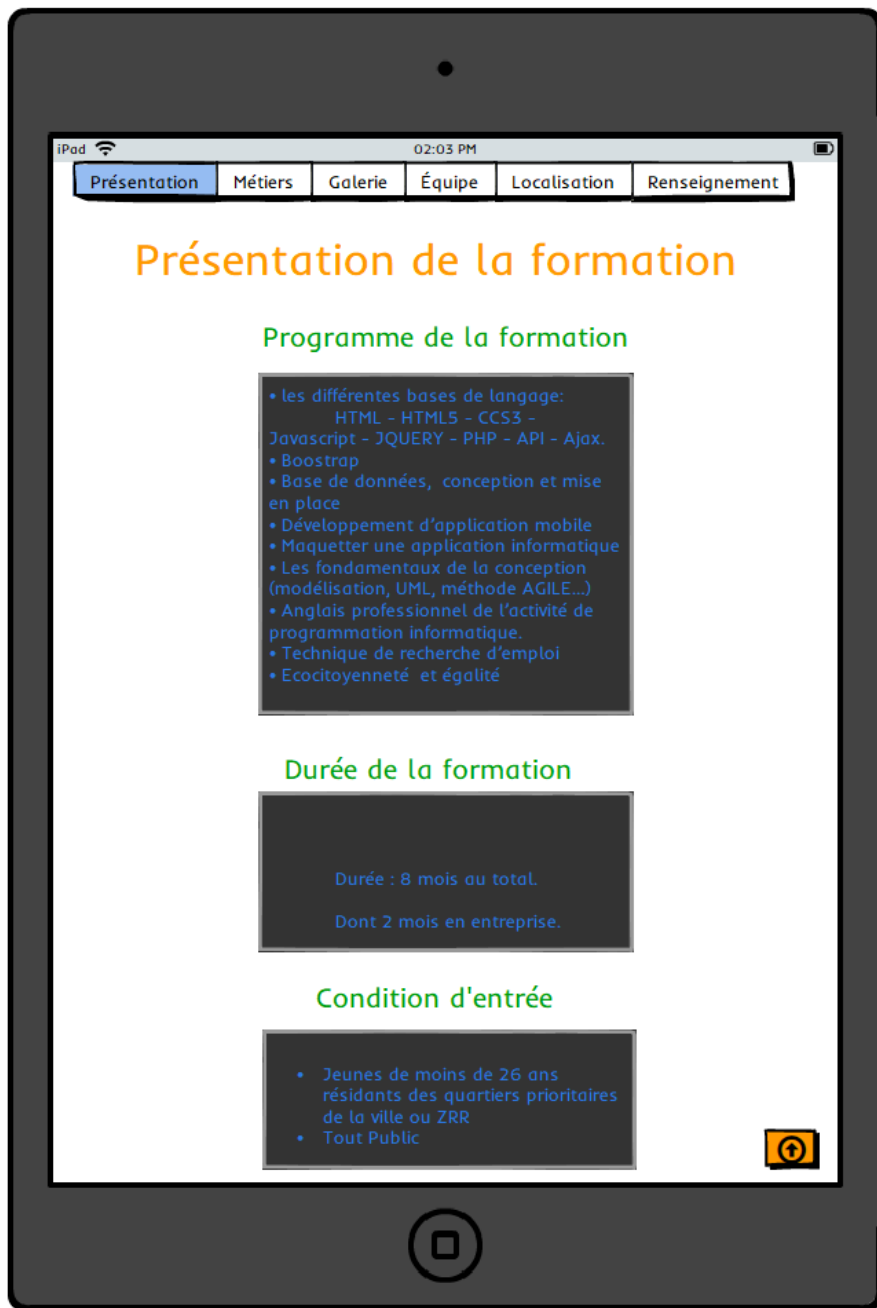 iPad 02:03 PM
Présentation Métiers Galerie Équipe Localisation Renseignement
Présentation de la formation
Programme de la formation
• les différentes bases de langage:
HTML - HTML5 - CCS3 -
Javascript - JQUERY - PHP - API - Ajax.
• Boostrap
• Base de données, conception et mise
en place
• Développement d'application mobile
• Maquetter une application informatique
• Les fondamentaux de la conception
(modélisation, UML, méthode AGILE...)
• Anglais professionnel de l'activité de
programmation informatique.
• Technique de recherche d'emploi
• Ecocitoyenneté et égalité
Durée de la formation
Durée : 8 mois au total.
Dont 2 mois en entreprise.
Condition d'entrée
• Jeunes de moins de 26 ans
résidants des quartiers prioritaires
de la ville ou ZRR
• Tout Public